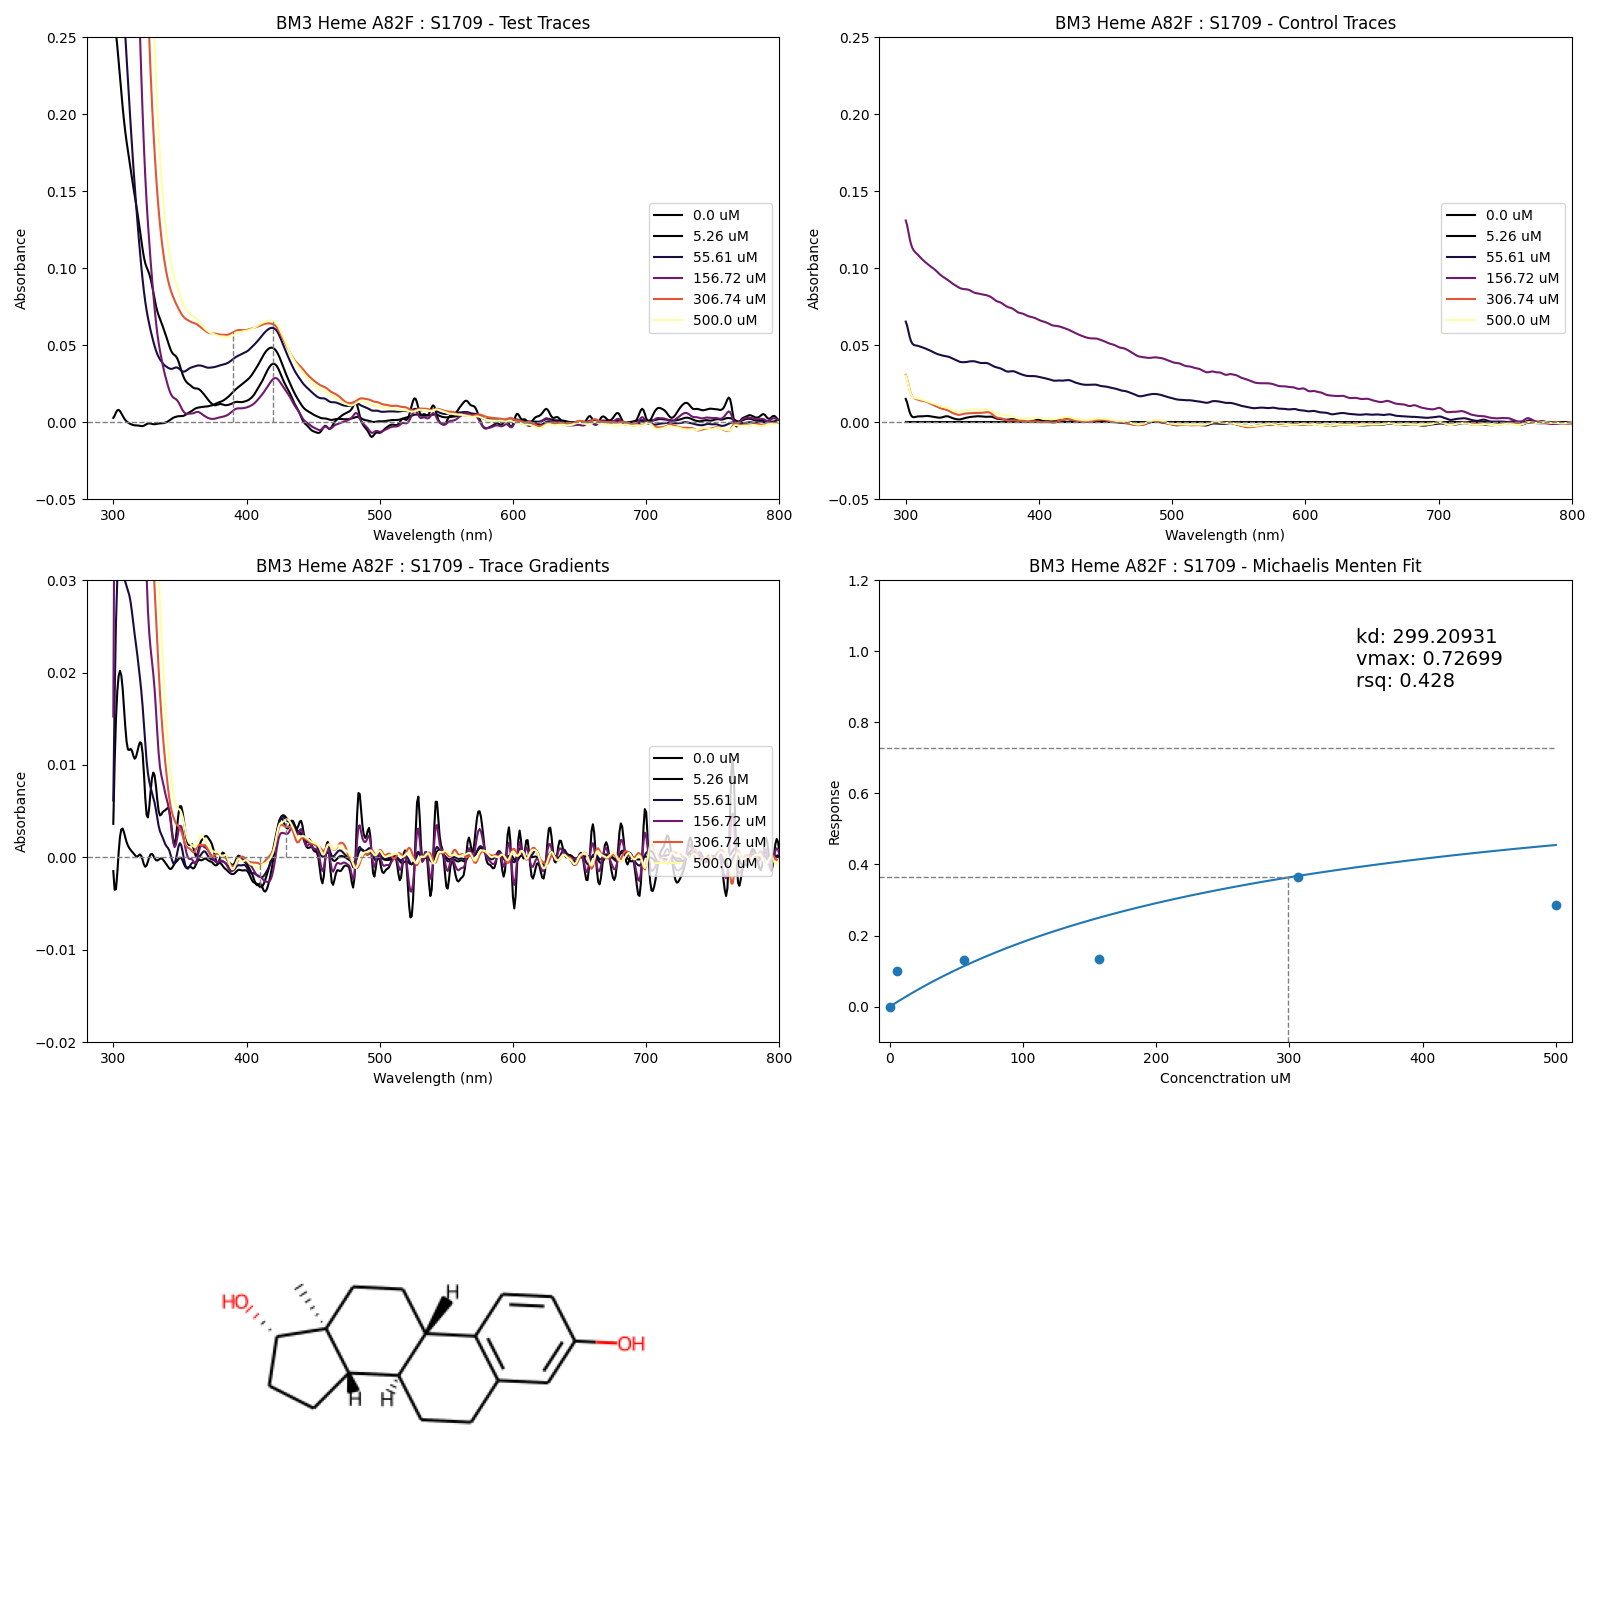 BM3 Heme A82F : S1709 - Test Traces
0.25
0.20
0.15
0.10
0.05
0.00
−0.05
Absorbance
300 400 500 600 700 800
Wavelength (nm)
0.0 uM
5.26 uM
55.61 uM
156.72 uM
306.74 uM
500.0 uM
BM3 Heme A82F : S1709 - Control Traces
0.25
0.20
0.15
0.10
0.05
0.00
−0.05
Absorbance
300 400 500 600 700 800
Wavelength (nm)
0.0 uM
5.26 uM
55.61 uM
156.72 uM
306.74 uM
500.0 uM
BM3 Heme A82F : S1709 - Trace Gradients
0.03
0.02
0.01
0.00
−0.01
−0.02
Absorbance
300 400 500 600 700 800
Wavelength (nm)
0.0 uM
5.26 uM
55.61 uM
156.72 uM
306.74 uM
500.0 uM
BM3 Heme A82F : S1709 - Michaelis Menten Fit
1.2
1.0
0.8
0.6
0.4
0.2
0.0
Response
kd: 299.20931
vmax: 0.72699
rsq: 0.428
0 100 200 300 400 500
Concenctration uM
H
HO
OH
H H